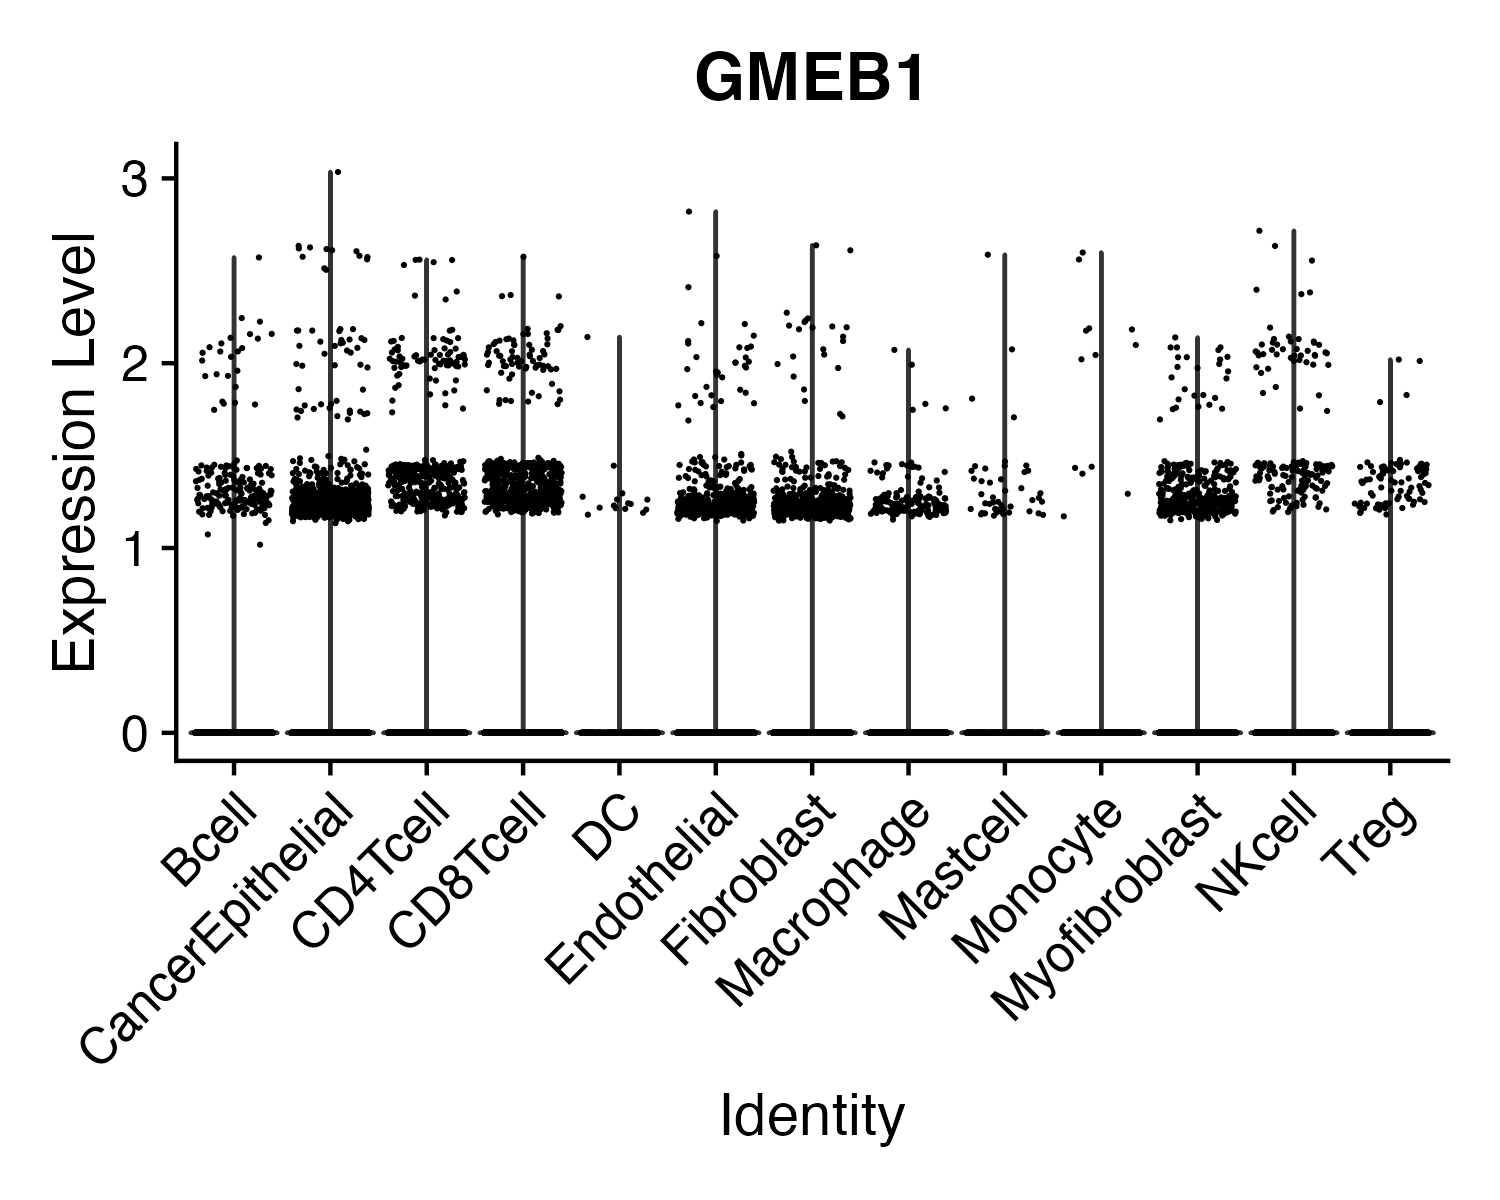 GMEB1
Expression Level
3
2
1
0
Bcell
CancerEpithelial
CD4Tcell
CD8Tcell
DC
Endothelial
Fibroblast
Macrophage
Mastcell
Monocyte
Myofibroblast
NKcell
Treg
Identity